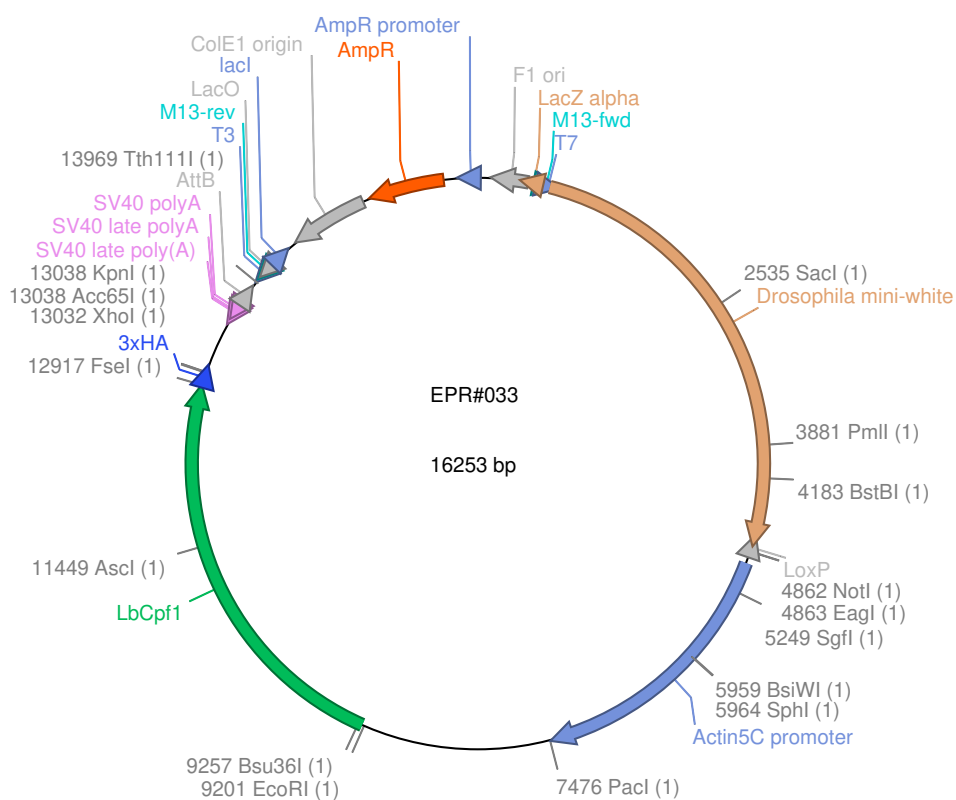 AmpR promoter
ColE1 origin
AmpR
lacI
F1 ori
LacO
LacZ alpha
M13-rev
M13-fwd
T3
T7
13969 Tth111I (1)
AttB
SV40 polyA
SV40 late polyA
SV40 late poly(A)
13038 KpnI (1)
2535 SacI (1)
13038 Acc65I (1)
Drosophila mini-white
13032 XhoI (1)
3xHA
12917 FseI (1)
EPR#033
3881 PmlI (1)
16253 bp
4183 BstBI (1)
11449 AscI (1)
LoxP
4862 NotI (1)
LbCpf1
4863 EagI (1)
5249 SgfI (1)
5959 BsiWI (1)
5964 SphI (1)
Actin5C promoter
9257 Bsu36I (1)
7476 PacI (1)
9201 EcoRI (1)